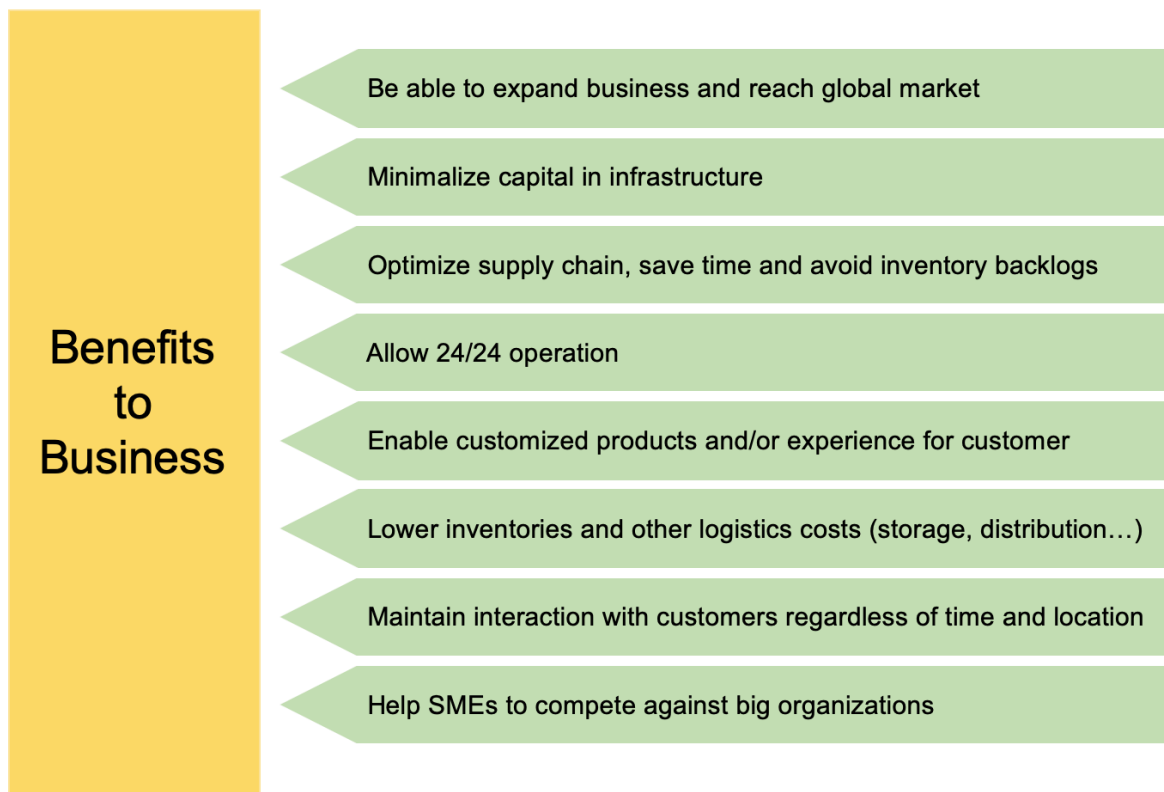 Benefits
to
Business
Be able to expand business and reach global market
Minimalize capital in infrastructure
Optimize supply chain, save time and avoid inventory backlogs
Allow 24/24 operation
Enable customized products and/or experience for customer
Lower inventories and other logistics costs (storage, distribution…)
Maintain interaction with customers regardless of time and location
Help SMEs to compete against big organizations